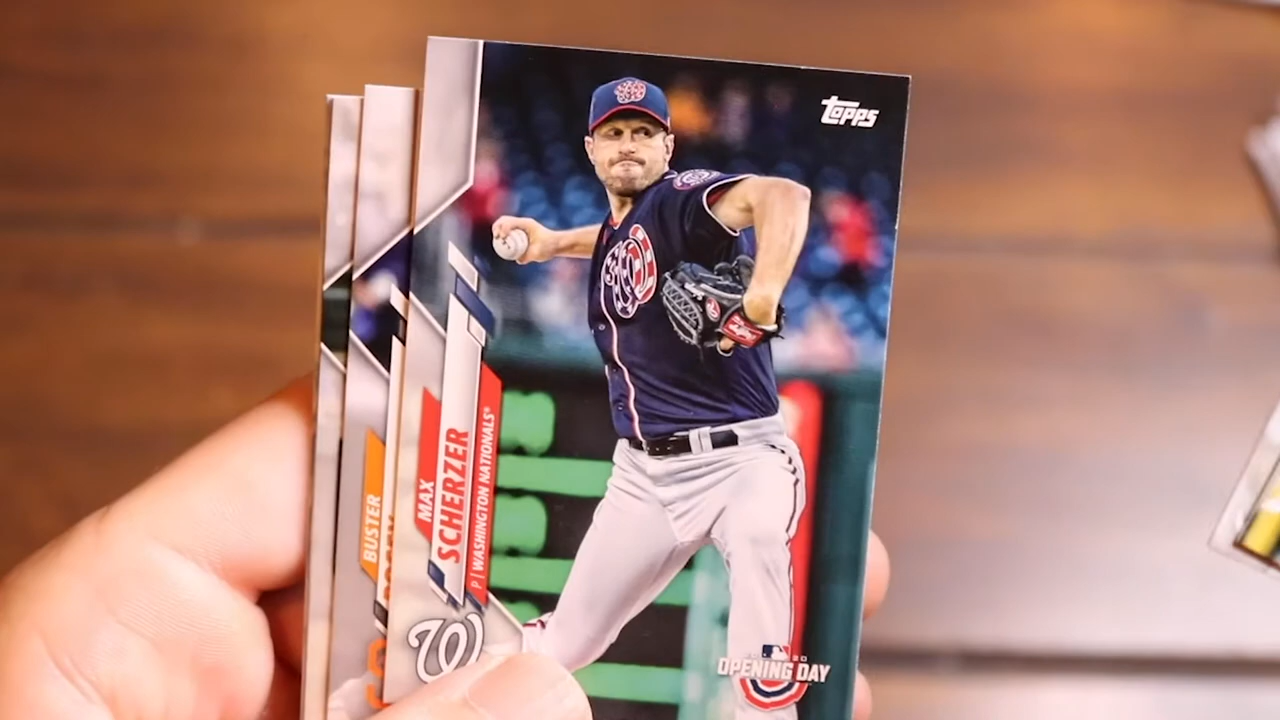 TOPPS
MAX
SCHERZER
P | WASHINGTON NATIONALS®
W
BUSTER
OPENING DAY